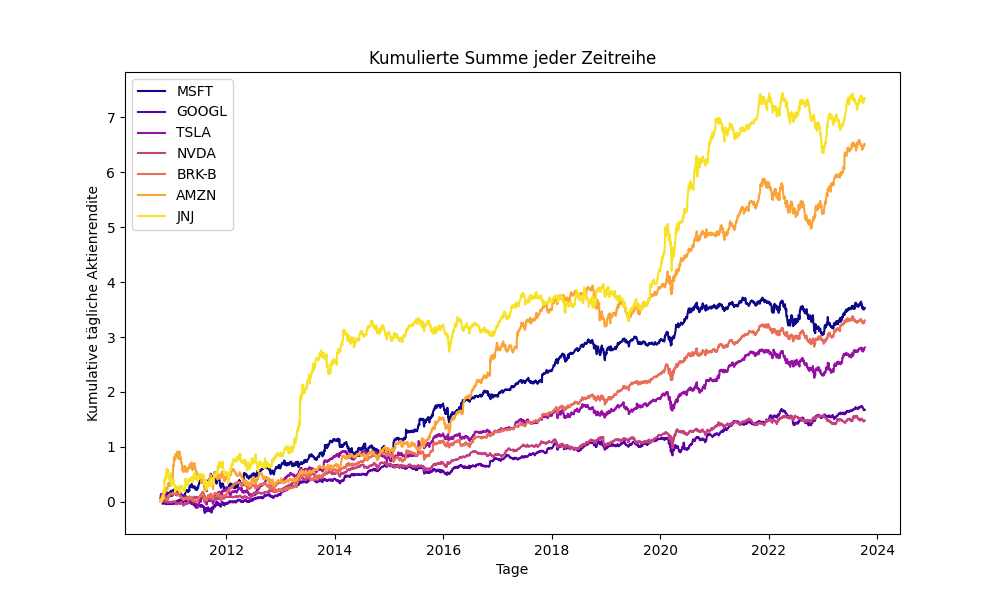 Kumulierte Summe jeder Zeitreihe
MSFT
GOOGL
TSLA
NVDA
BRK-B
AMZN
JNJ
Kumulative tägliche Aktienrendite
7
6
5
4
3
2
1
0
2012 2014 2016 2018 2020 2022 2024
Tage